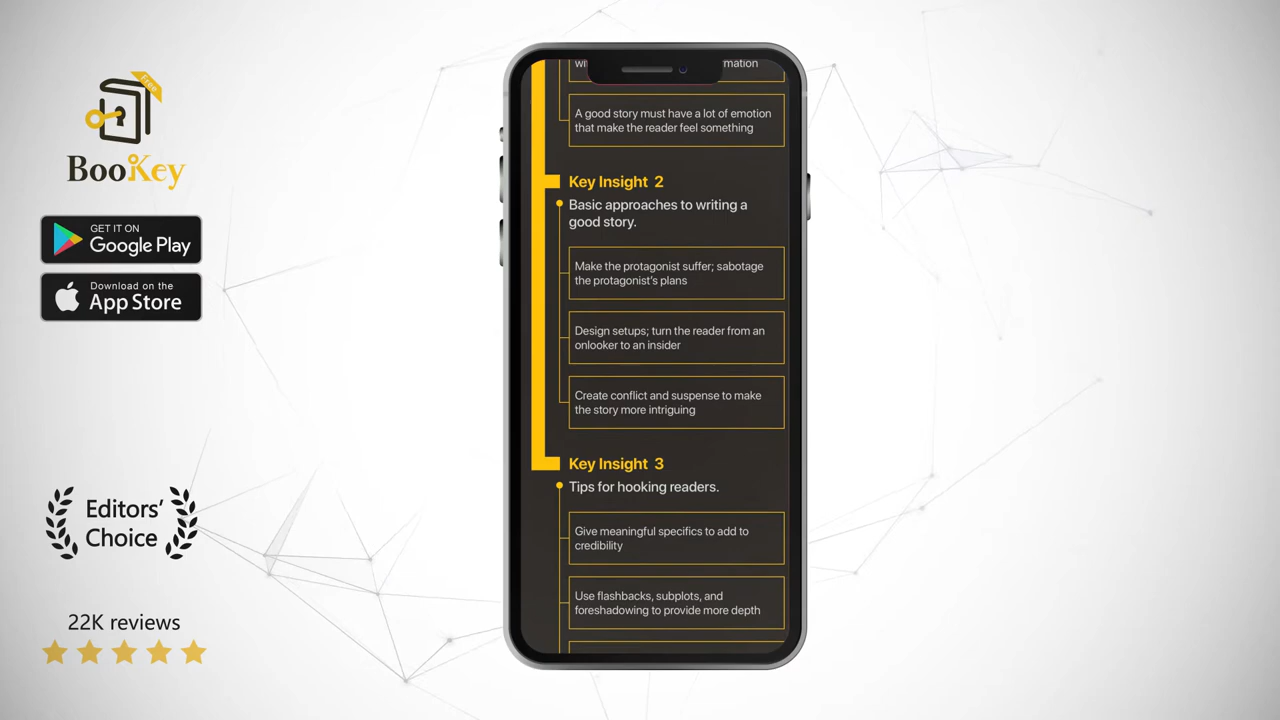 Free
BooKey
GET IT ON
Google Play
Download on the
App Store
Editors'
Choice
22K reviews
mation
A good story must have a lot of emotion
that make the reader feel something
Key Insight 2
Basic approaches to writing a
good story.
Make the protagonist suffer; sabotage
the protagonist's plans
Design setups; turn the reader from an
onlooker to an insider
Create conflict and suspense to make
the story more intriguing
Key Insight 3
Tips for hooking readers.
Give meaningful specifics to add to
credibility
Use flashbacks, subplots, and
foreshadowing to provide more depth